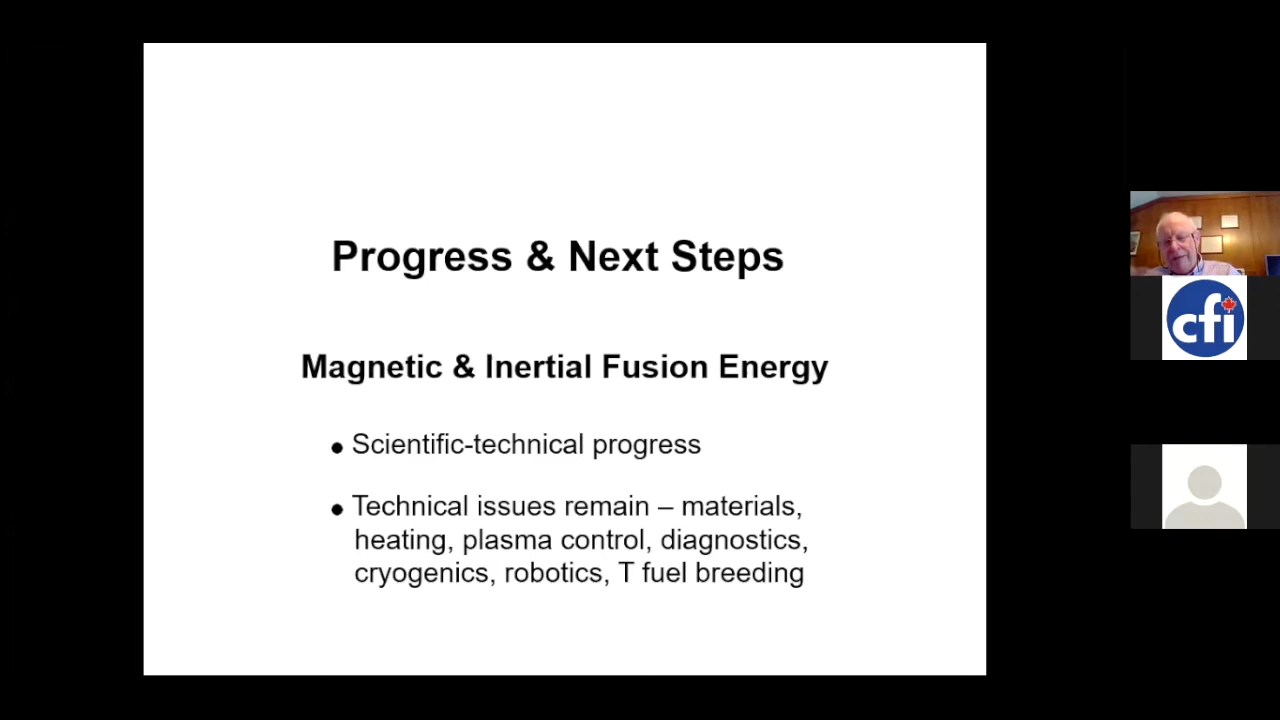 Progress & Next Steps
Magnetic & Inertial Fusion Energy
• Scientific-technical progress
• Technical issues remain – materials,
heating, plasma control, diagnostics,
cryogenics, robotics, T fuel breeding
cfi